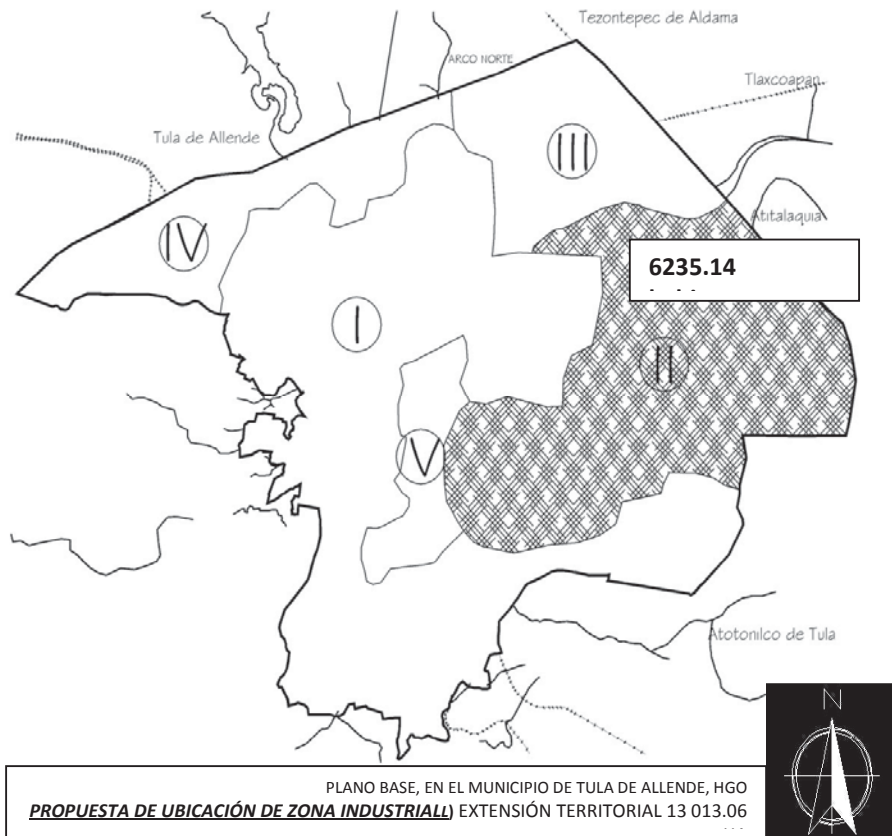 Tezontepec de Aldama
ARCO NORTE
Tlaxcoapan
Tula de Allende
III
Atitalaquia
IV
6235.14
I
II
V
Atotonilco de Tula
N
PLANO BASE, EN EL MUNICIPIO DE TULA DE ALLENDE, HGO
PROPUESTA DE UBICACIÓN DE ZONA INDUSTRIALL) EXTENSIÓN TERRITORIAL 13 013.06